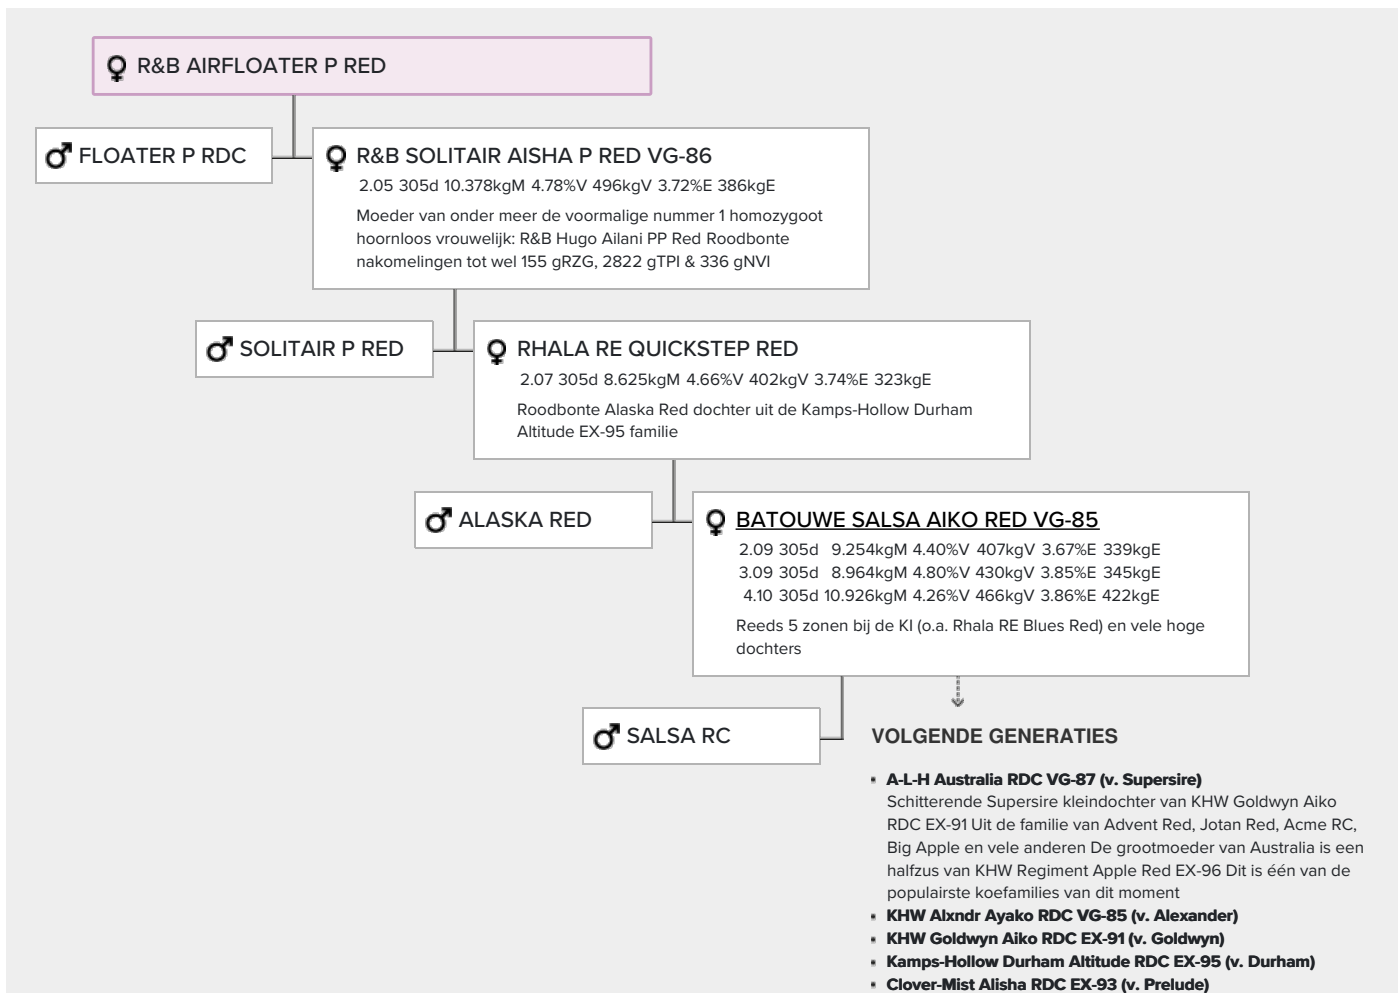 R&B AIRFLOATER P RED
FLOATER P RDC
R&B SOLITAIR AISHA P RED VG-86
2.05 305d 10.378kgM 4.78%V 496kgV 3.72%E 386kgE
Moeder van onder meer de voormalige nummer 1 homozygoot
hoornloos vrouwelijk: R&B Hugo Ailani PP Red Roodbonte
nakomelingen tot wel 155 gRZG, 2822 gTPI & 336 gNVI
SOLITAIR P RED
RHALA RE QUICKSTEP RED
2.07 305d 8.625kgM 4.66%V 402kgV 3.74%E 323kgE
Roodbonte Alaska Red dochter uit de Kamps-Hollow Durham
Altitude EX-95 familie
ALASKA RED
BATOUWE SALSA AIKO RED VG-85
2.09 305d 9.254kgM 4.40%V 407kgV 3.67%E 339kgE
3.09 305d 8.964kgM 4.80%V 430kgV 3.85%E 345kgE
4.10 305d 10.926kgM 4.26%V 466kgV 3.86%E 422kgE
Reeds 5 zonen bij de KI (o.a. Rhala RE Blues Red) en vele hoge
dochters
SALSA RC
VOLGENDE GENERATIES
A-L-H Australia RDC VG-87 (v. Supersire)
Schitterende Supersire kleindochter van KHW Goldwyn Aiko
RDC EX-91 Uit de familie van Advent Red, Jotan Red, Acme RC,
Big Apple en vele anderen De grootmoeder van Australia is een
halfzus van KHW Regiment Apple Red EX-96 Dit is één van de
populairste koefamilies van dit moment
KHW Alxndr Ayako RDC VG-85 (v. Alexander)
KHW Goldwyn Aiko RDC EX-91 (v. Goldwyn)
Kamps-Hollow Durham Altitude RDC EX-95 (v. Durham)
Clover-Mist Alisha RDC EX-93 (v. Prelude)